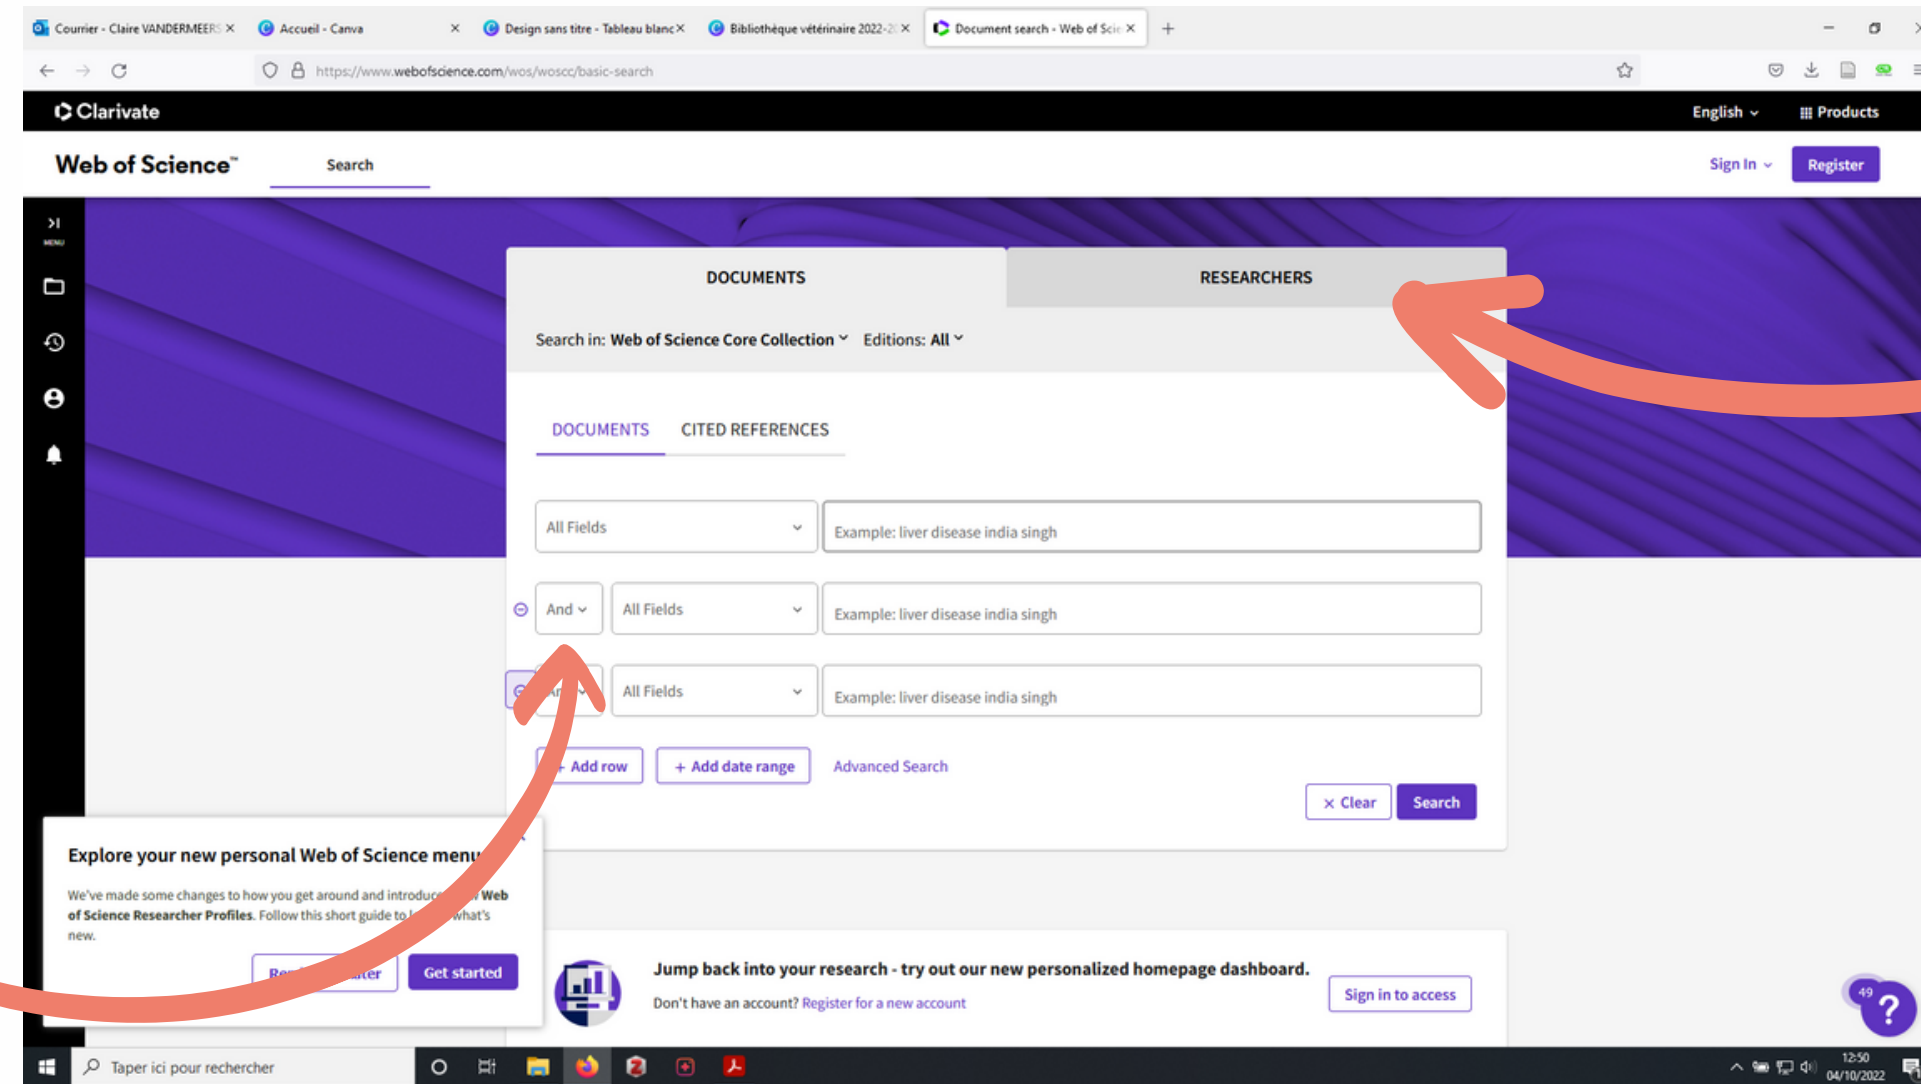 Courrier - Claire VANDERMEERS
Accueil - Canva
Design sans titre - Tableau blanc
Bibliothèque vétérinaire 2022-20
Document search - Web of Scie
https://www.webofscience.com/wos/woscc/basic-search
Clarivate
English
Products
Web of Science™
Search
Sign In
Register
MENU
DOCUMENTS
RESEARCHERS
Search in: Web of Science Core Collection Editions: All
DOCUMENTS
CITED REFERENCES
All Fields
Example: liver disease india singh
And
All Fields
Example: liver disease india singh
All Fields
Example: liver disease india singh
+ Add row
+ Add date range
Advanced Search
× Clear
Search
Explore your new personal Web of Science menu
We've made some changes to how you get around and introduce Web
of Science Researcher Profiles. Follow this short guide to what's
new.
Get started
Jump back into your research - try out our new personalized homepage dashboard.
Don't have an account? Register for a new account
Sign in to access
49
?
Taper ici pour rechercher
12:50
04/10/2022